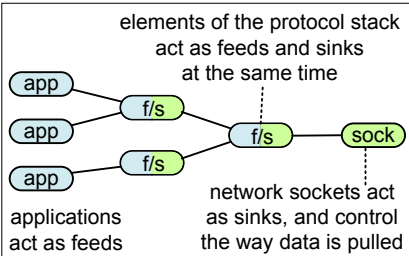 elements of the protocol stack
act as feeds and sinks
at the same time
app
app
app
f/s
f/s
f/s
sock
applications
act as feeds
network sockets act
as sinks, and control
the way data is pulled